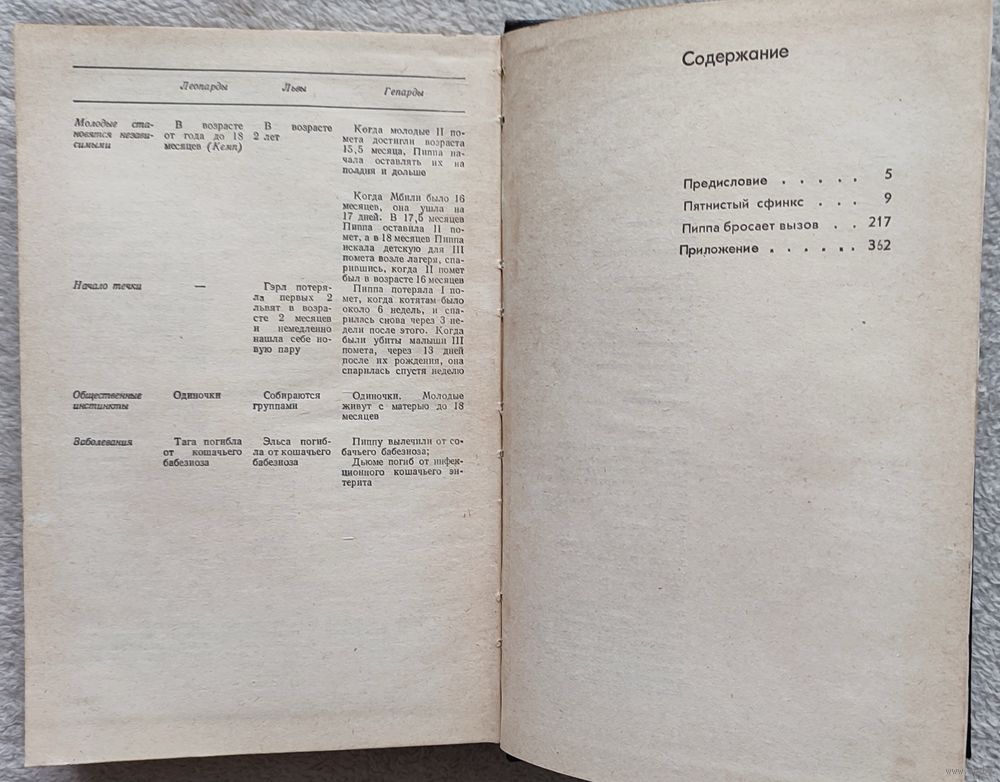 Леопарды Львы Гепарды
Молодые ста-
новятся незави-
симыми
В возрасте
от года до 18
месяцев (Кемп)
В возрасте
2 лет
Когда молодые II по-
мета достигли возраста
15,5 месяца, Пиппа на-
чала оставлять их на
полдня и дольше
Когда Мбили было 16
месяцев, она ушла на
17 дней. В 17,5 месяцев
Пиппа оставила II по-
мет, а в 18 месяцев Пиппа
искала детскую для III
помета возле лагеря, спа-
рившись, когда II помет
был в возрасте 16 месяцев
Начало течки
—
Гэрл потеря-
ла первых 2
львят в возра-
сте 2 месяцев
и немедленно
нашла себе но-
вую пару
Пиппа потеряла I по-
мет, когда котятам было
около 6 недель, и спа-
рилась снова через 3 не-
дели после этого. Когда
были убиты малыши III
помета, через 13 дней
после их рождения, она
спарилась спустя неделю
Общественные
инстинкты
Одиночки
Собираются
группами
Одиночки. Молодые
живут с матерью до 18
месяцев
Заболевания
Тага погибла
от кошачьего
бабезиоза
Эльса погиб-
ла от кошачьего
бабезиоза
Пиппу вылечили от со-
бачьего бабезиоза;
Дьюме погиб от инфек-
ционного кошачьего эн-
терита
Содержание
Предисловие . . . . . 5
Пятнистый сфинкс . . . 9
Пиппа бросает вызов . . 217
Приложение . . . . . . 362